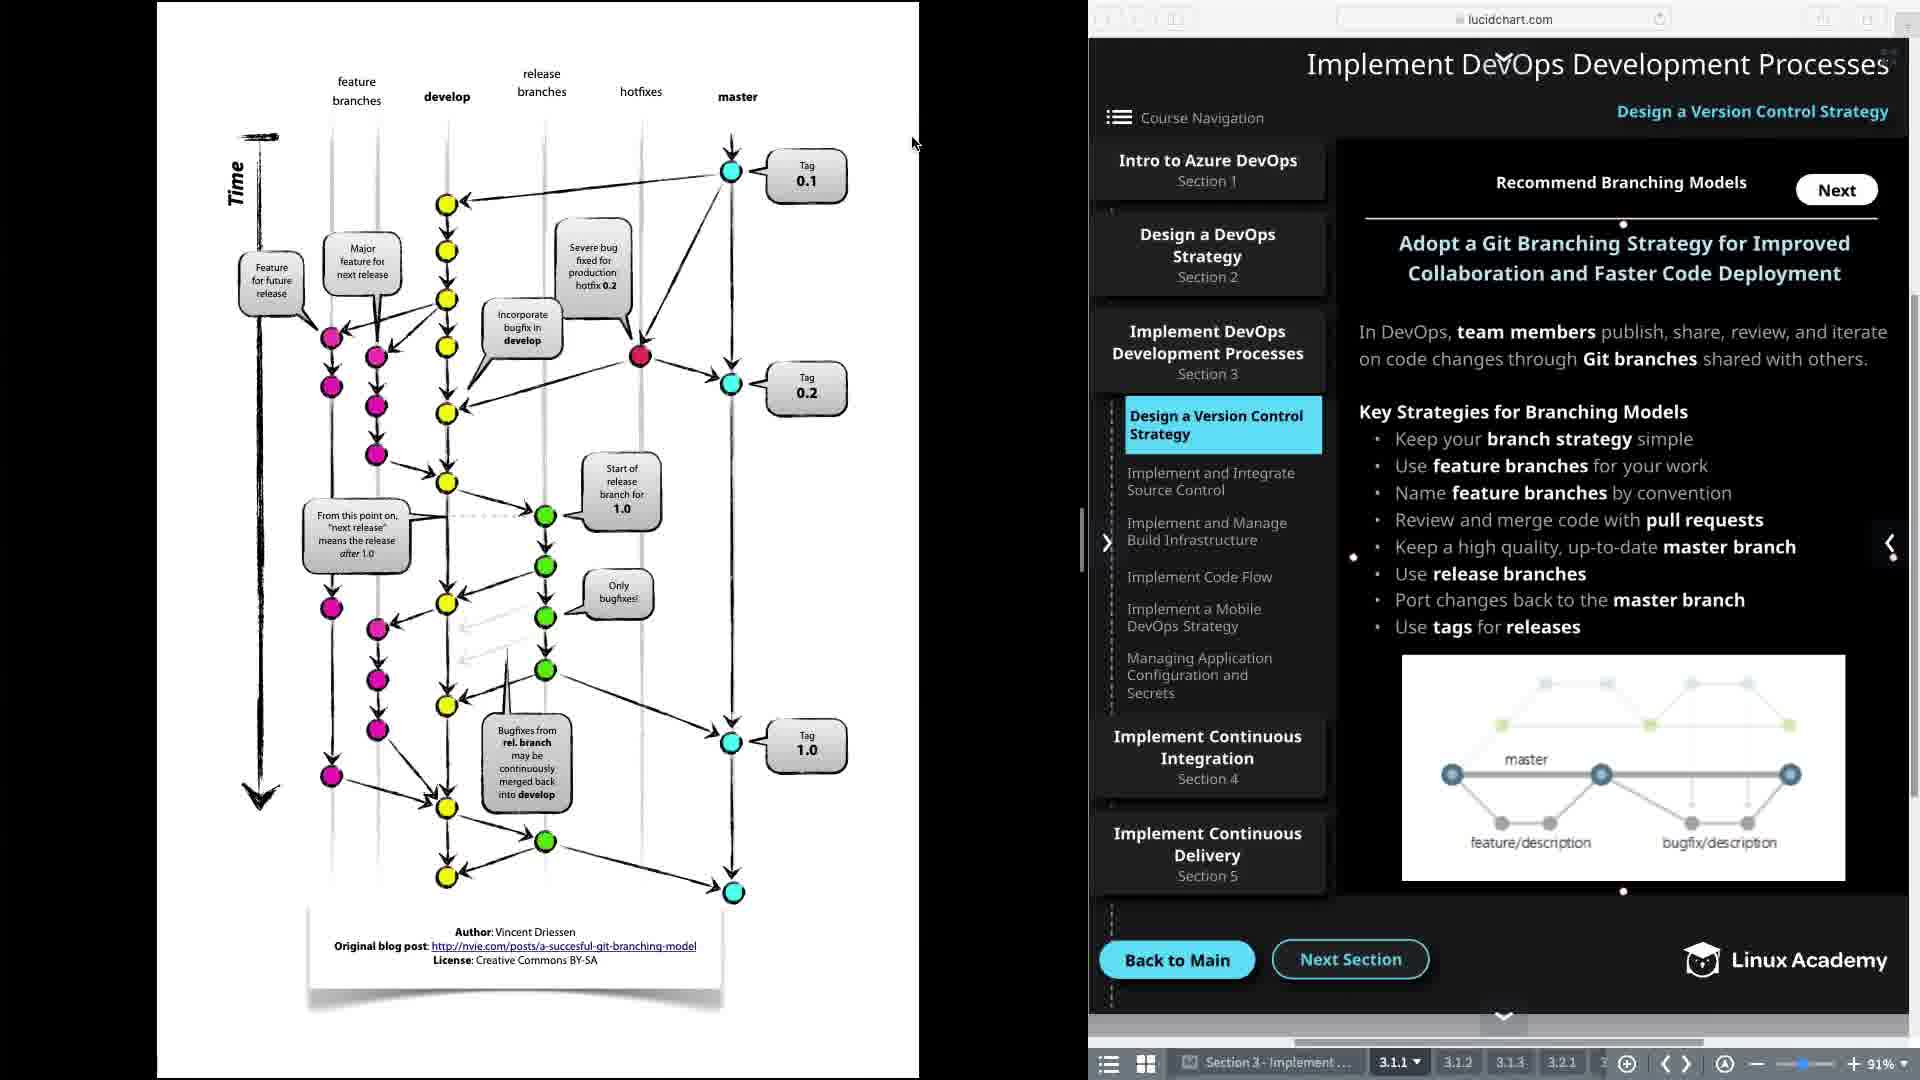 feature
branches
develop
release
branches
hotfixes
master
Time
Tag
0.1
Feature
for future
release
Major
feature for
next release
Severe bug
fixed for
production:
hotfix 0.2
Incorporate
bugfix in
develop
Tag
0.2
Start of
release
branch for
1.0
From this point on,
"next release"
means the release
after 1.0
Only
bugfixes!
Bugfixes from
rel. branch
may be
continuously
merged back
into develop
Tag
1.0
Author: Vincent Driessen
Original blog post: http://nvie.com/posts/a-succesful-git-branching-model
License: Creative Commons BY-SA
lucidchart.com
Implement DevOps Development Processes
Design a Version Control Strategy
Course Navigation
Intro to Azure DevOps
Section 1
Design a DevOps
Strategy
Section 2
Implement DevOps
Development Processes
Section 3
Design a Version Control
Strategy
Implement and Integrate
Source Control
Implement and Manage
Build Infrastructure
Implement Code Flow
Implement a Mobile
DevOps Strategy
Managing Application
Configuration and
Secrets
Implement Continuous
Integration
Section 4
Implement Continuous
Delivery
Section 5
Recommend Branching Models
Next
Adopt a Git Branching Strategy for Improved
Collaboration and Faster Code Deployment
In DevOps, team members publish, share, review, and iterate
on code changes through Git branches shared with others.
Key Strategies for Branching Models
• Keep your branch strategy simple
• Use feature branches for your work
• Name feature branches by convention
• Review and merge code with pull requests
• Keep a high quality, up-to-date master branch
• Use release branches
• Port changes back to the master branch
• Use tags for releases
master
feature/description
bugfix/description
Back to Main
Next Section
Linux Academy
Section 3 - Implement ...
3.1.1
3.1.2
3.1.3
3.2.1
91%